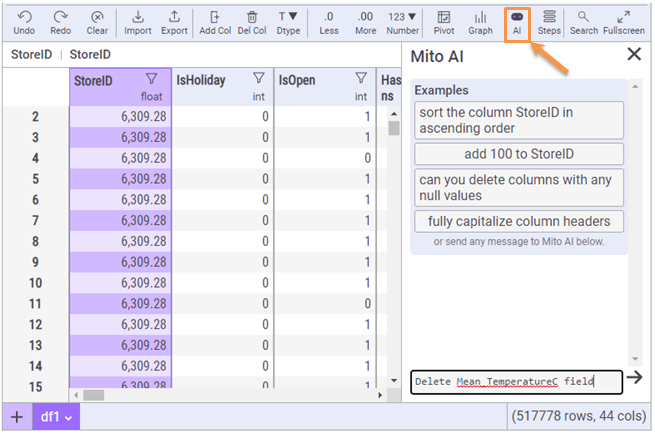 Undo Redo Clear Import Export Add Col Del Col Dtype Less More Number Pivot Graph AI Steps Search Fullscreen
T▼ .0 .00 123▼
StoreID | StoreID
Mito AI
StoreID IsHoliday IsOpen Has
ns
float int int
2 6,309.28 0 1
3 6,309.28 0 1
4 6,309.28 0 0
5 6,309.28 0 1
6 6,309.28 0 1
7 6,309.28 0 1
8 6,309.28 0 1
9 6,309.28 0 1
10 6,309.28 0 1
11 6,309.28 0 0
12 6,309.28 0 1
13 6,309.28 0 1
14 6,309.28 0 1
15 6,309.28 0 1
Examples
sort the column StoreID in
ascending order
add 100 to StoreID
can you delete columns with any
null values
fully capitalize column headers
or send any message to Mito AI below.
Delete Mean_TemperatureC field
+ df1
(517778 rows, 44 cols)